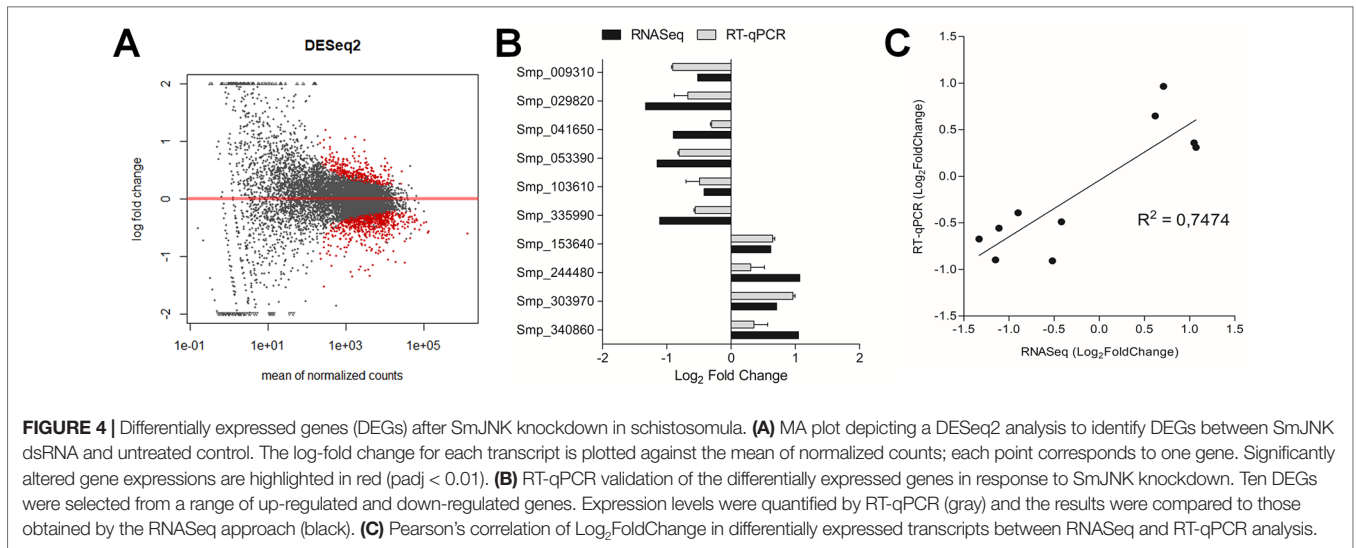 A
DESeq2
log fold change
2
1
0
-1
-2
1e-01
1e+01
1e+03
1e+05
mean of normalized counts
B
RNASeq
RT-qPCR
Smp_009310
Smp_029820
Smp_041650
Smp_053390
Smp_103610
Smp_335990
Smp_153640
Smp_244480
Smp_303970
Smp_340860
-2
-1
0
1
2
Log2 Fold Change
C
RT-qPCR (Log2FoldChange)
1.5
1.0
0.5
0.0
-0.5
-1.0
-1.5
R2 = 0,7474
-1.5
-1.0
-0.5
0.0
0.5
1.0
1.5
RNASeq (Log2FoldChange)
FIGURE 4 | Differentially expressed genes (DEGs) after SmJNK knockdown in schistosomula. (A) MA plot depicting a DESeq2 analysis to identify DEGs between SmJNK
dsRNA and untreated control. The log-fold change for each transcript is plotted against the mean of normalized counts; each point corresponds to one gene. Significantly
altered gene expressions are highlighted in red (padj < 0.01). (B) RT-qPCR validation of the differentially expressed genes in response to SmJNK knockdown. Ten DEGs
were selected from a range of up-regulated and down-regulated genes. Expression levels were quantified by RT-qPCR (gray) and the results were compared to those
obtained by the RNASeq approach (black). (C) Pearson's correlation of Log2FoldChange in differentially expressed transcripts between RNASeq and RT-qPCR analysis.